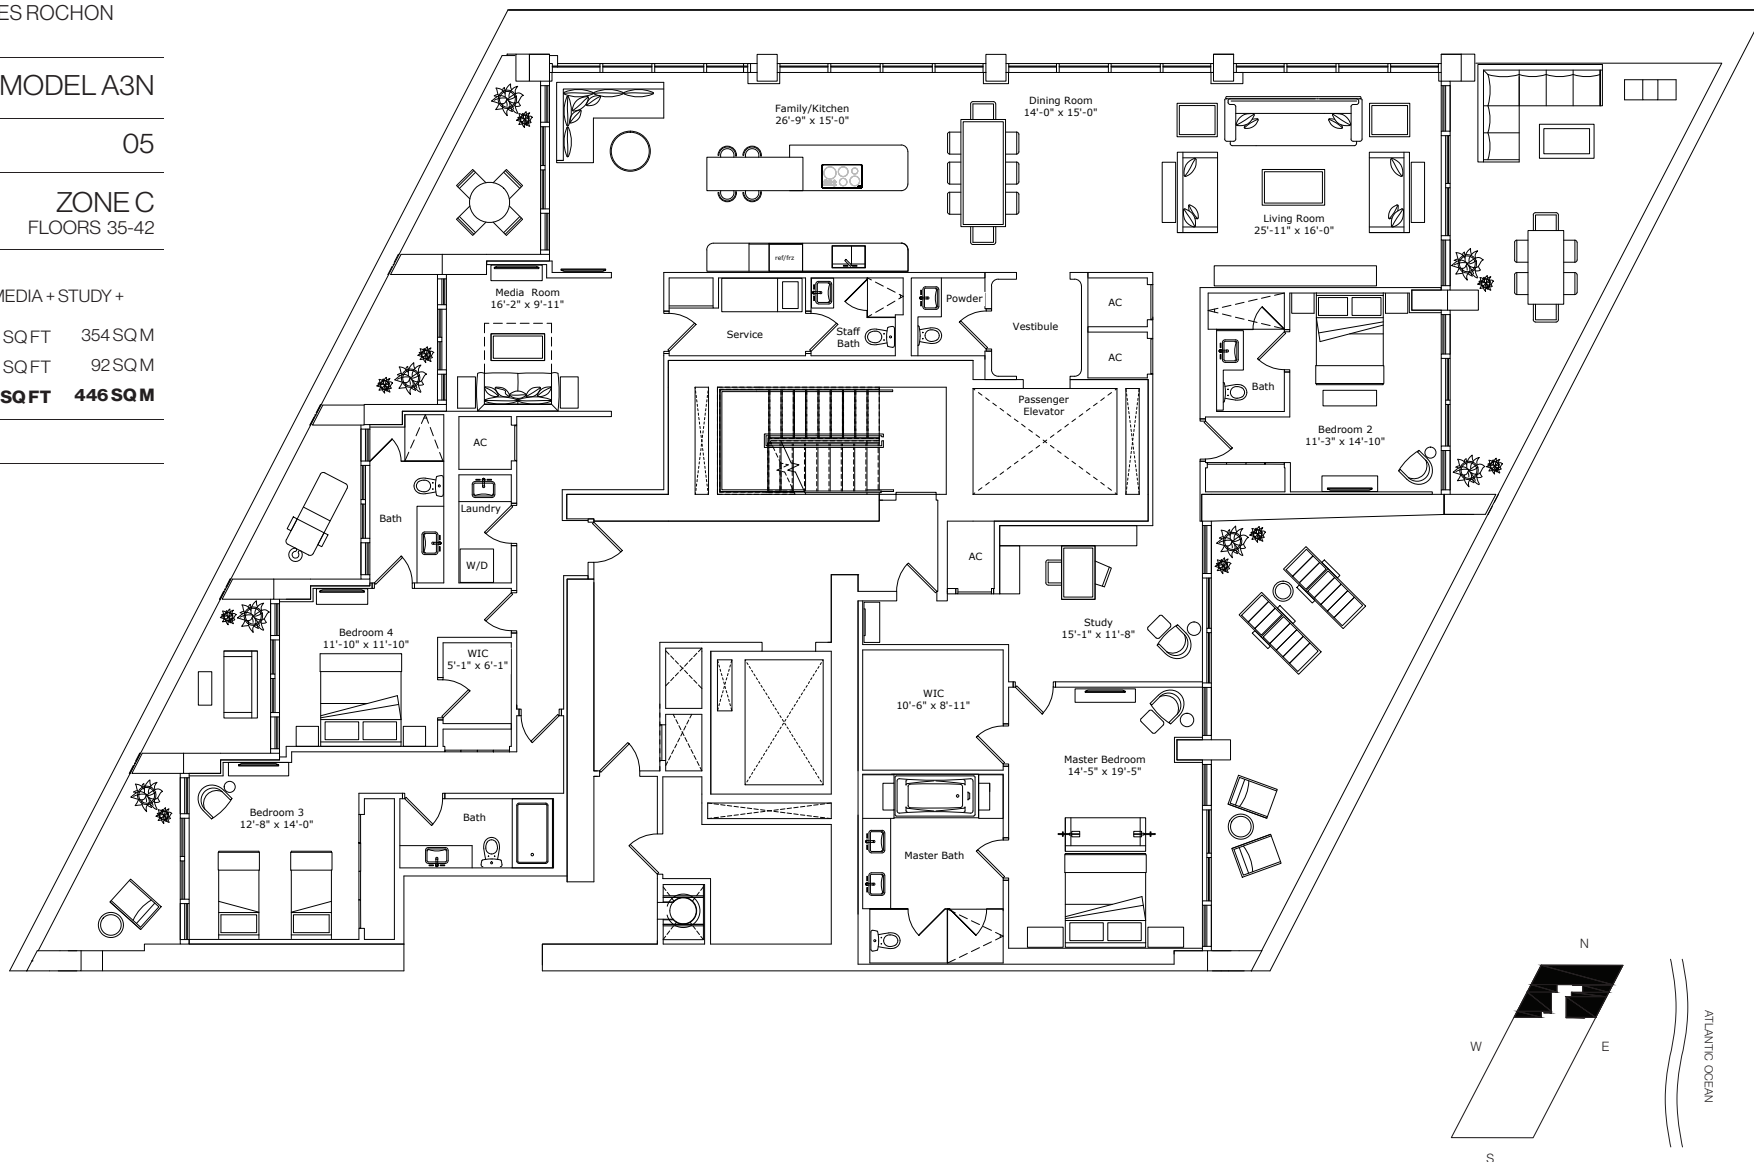 ES ROCHON
MODEL A3N
05
ZONE C
FLOORS 35-42
MEDIA + STUDY +
SQ FT 354 SQ M
SQ FT 92 SQ M
SQ FT 446 SQ M
Family/Kitchen
26'-9" x 15'-0"
Dining Room
14'-0" x 15'-0"
Living Room
25'-11" x 16'-0"
ref/frz
Media Room
16'-2" x 9'-11"
Service
Staff
Bath
Powder
Vestibule
AC
AC
Passenger
Elevator
Bath
Bedroom 2
11'-3" x 14'-10"
AC
Laundry
Bath
W/D
AC
Study
15'-1" x 11'-8"
Bedroom 4
11'-10" x 11'-10"
WIC
5'-1" x 6'-1"
WIC
10'-6" x 8'-11"
Master Bedroom
14'-5" x 19'-5"
Bedroom 3
12'-8" x 14'-0"
Bath
Master Bath
N
W
E
S
ATLANTIC OCEAN